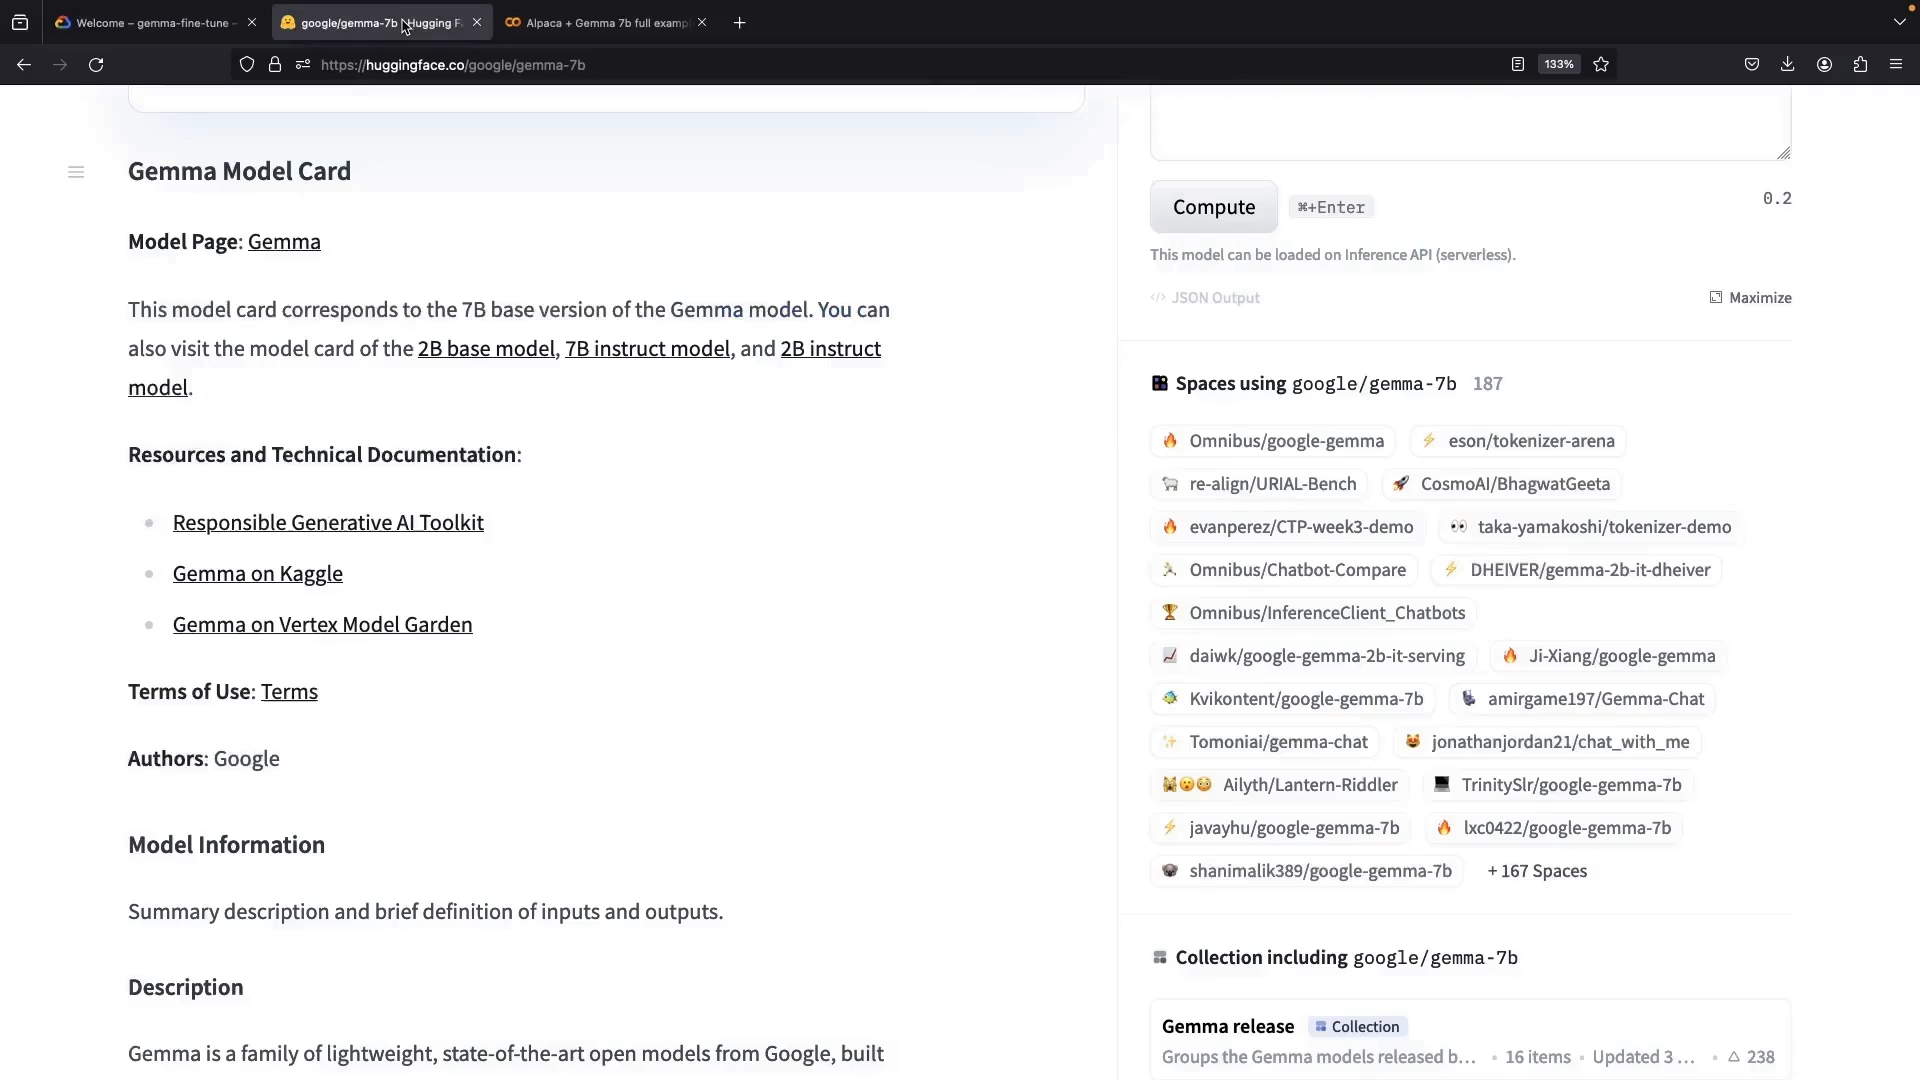 Welcome – gemma-fine-tune –
google/gemma-7b · Hugging F
Alpaca + Gemma 7b full examp
https://huggingface.co/google/gemma-7b
133%
Gemma Model Card
Model Page: Gemma
This model card corresponds to the 7B base version of the Gemma model. You can
also visit the model card of the 2B base model, 7B instruct model, and 2B instruct
model.
Resources and Technical Documentation:
Responsible Generative AI Toolkit
Gemma on Kaggle
Gemma on Vertex Model Garden
Terms of Use: Terms
Authors: Google
Model Information
Summary description and brief definition of inputs and outputs.
Description
Gemma is a family of lightweight, state-of-the-art open models from Google, built
Compute ⌘+Enter 0.2
This model can be loaded on Inference API (serverless).
</> JSON Output Maximize
Spaces using google/gemma-7b 187
Omnibus/google-gemma eson/tokenizer-arena
re-align/URIAL-Bench CosmoAI/BhagwatGeeta
evanperez/CTP-week3-demo taka-yamakoshi/tokenizer-demo
Omnibus/Chatbot-Compare DHEIVER/gemma-2b-it-dheiver
Omnibus/InferenceClient_Chatbots
daiwk/google-gemma-2b-it-serving Ji-Xiang/google-gemma
Kvikontent/google-gemma-7b amirgame197/Gemma-Chat
Tomoniai/gemma-chat jonathanjordan21/chat_with_me
Ailyth/Lantern-Riddler TrinitySlr/google-gemma-7b
javayhu/google-gemma-7b lxc0422/google-gemma-7b
shanimalik389/google-gemma-7b + 167 Spaces
Collection including google/gemma-7b
Gemma release Collection
Groups the Gemma models released b... • 16 items • Updated 3 ... • 238